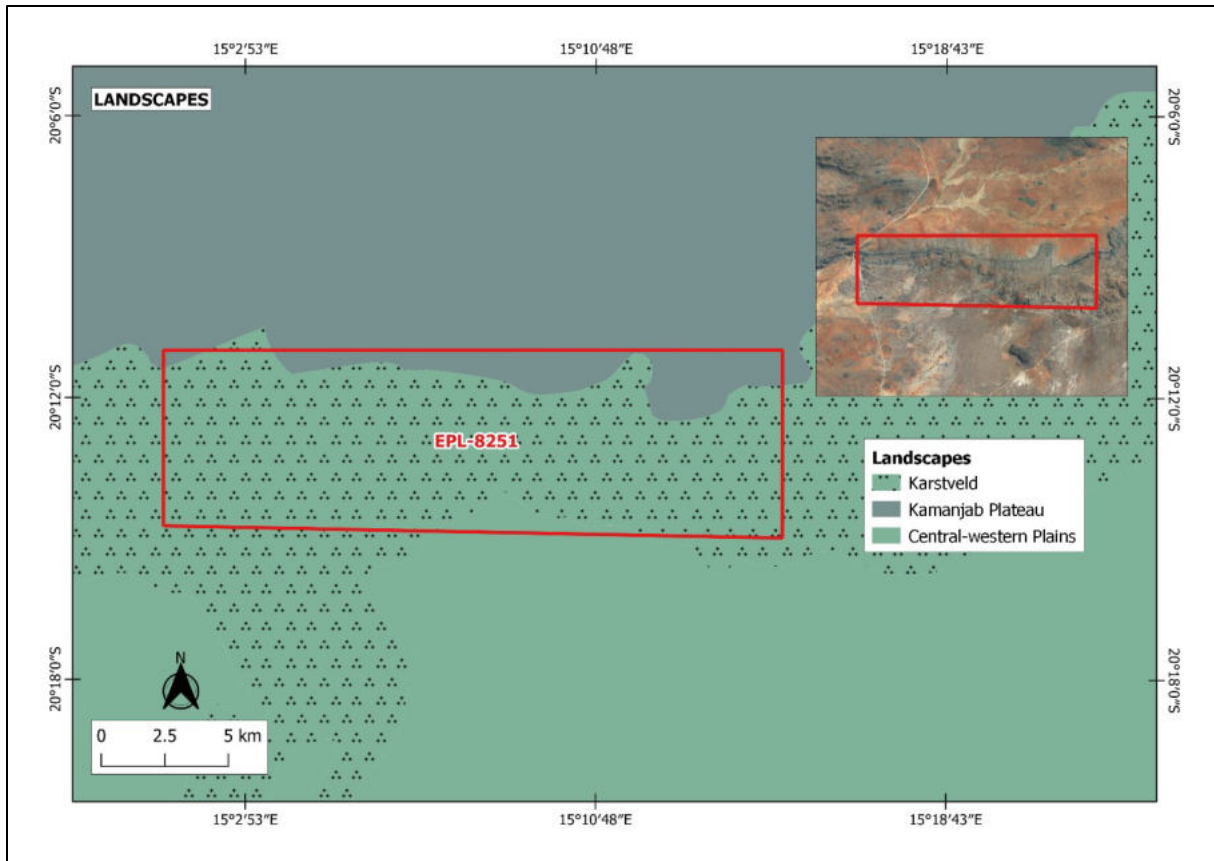 15°2′53″E 15°10′48″E 15°18′43″E
LANDSCAPES
20°6′0″S 20°6′0″S
20°12′0″S 20°12′0″S
EPL-8251
Landscapes
Karstveld
Kamanjab Plateau
Central-western Plains
20°18′0″S 20°18′0″S
N
0 2.5 5 km
15°2′53″E 15°10′48″E 15°18′43″E